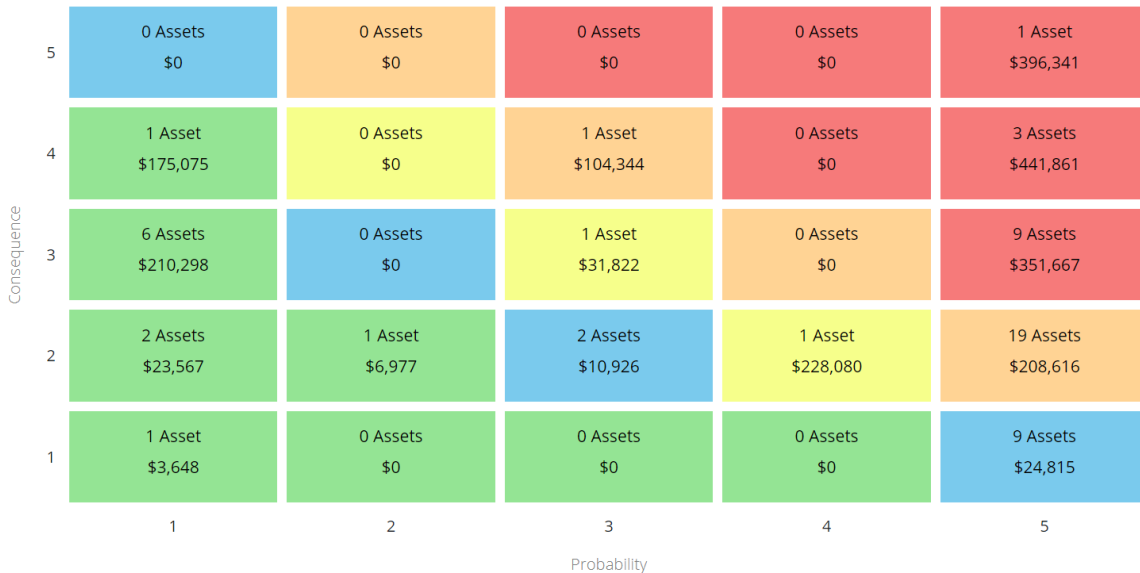 5
0 Assets
$0
0 Assets
$0
0 Assets
$0
0 Assets
$0
1 Asset
$396,341
4
1 Asset
$175,075
0 Assets
$0
1 Asset
$104,344
0 Assets
$0
3 Assets
$441,861
Consequence
3
6 Assets
$210,298
0 Assets
$0
1 Asset
$31,822
0 Assets
$0
9 Assets
$351,667
2
2 Assets
$23,567
1 Asset
$6,977
2 Assets
$10,926
1 Asset
$228,080
19 Assets
$208,616
1
1 Asset
$3,648
0 Assets
$0
0 Assets
$0
0 Assets
$0
9 Assets
$24,815
1
2
3
4
5
Probability